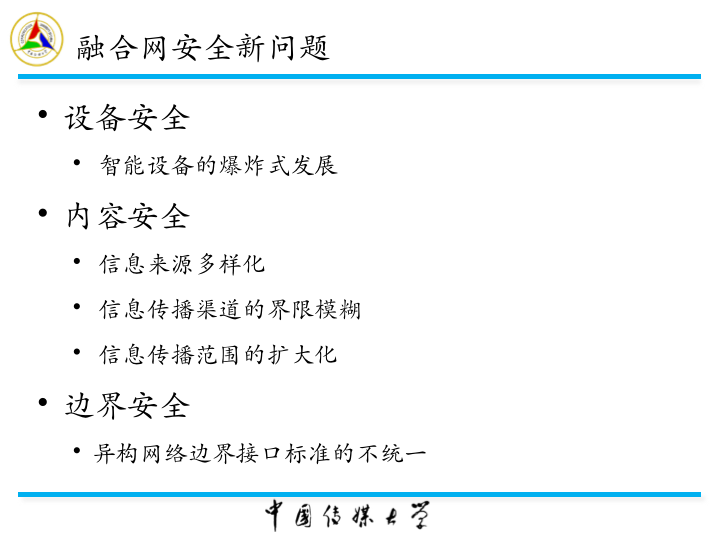 融合网安全新问题
• 设备安全
• 智能设备的爆炸式发展
• 内容安全
• 信息来源多样化
• 信息传播渠道的界限模糊
• 信息传播范围的扩大化
• 边界安全
• 异构网络边界接口标准的不统一
中国传媒大学